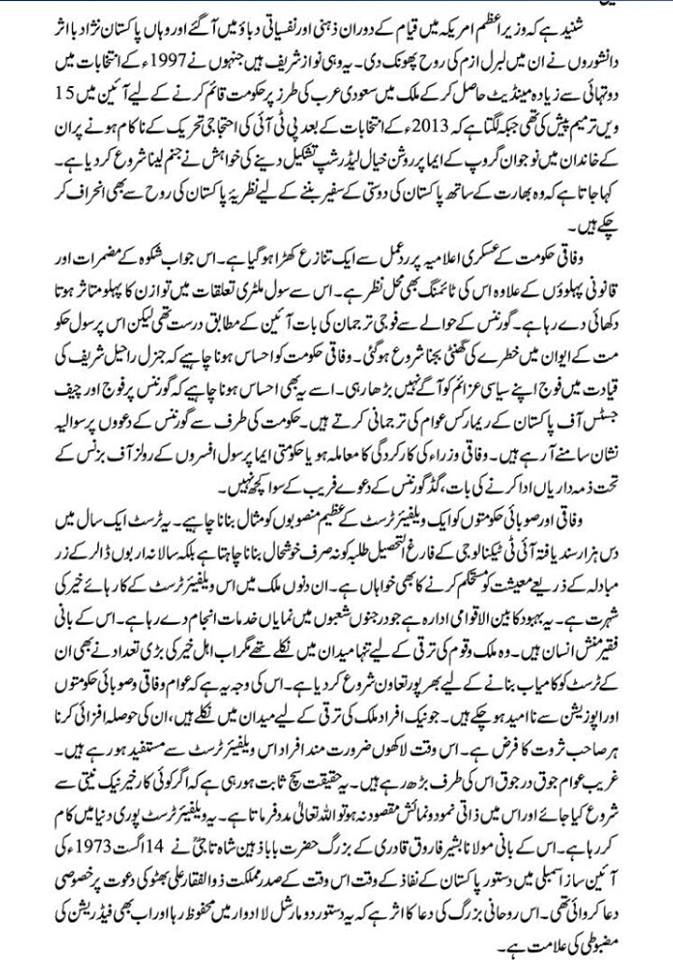 شنید ہے کہ وزیراعظم امریکہ میں قیام کے دوران ذہنی اور نفسیاتی دباؤ میں آ گئے اور وہاں پاکستان نژاد با اثر
دانشوروں نے ان میں لبرل ازم کی روح پھونک دی۔ یہ وہی نواز شریف ہیں جنہوں نے 1997ء کے انتخابات میں
دوتہائی سے زیادہ مینڈیٹ حاصل کر کے ملک میں سعودی عرب کی طرز پر حکومت قائم کرنے کے لیے آئین میں 15
ویں ترمیم پیش کی تھی جبکہ لگتا ہے کہ 2013ء کے انتخابات کے بعد پی ٹی آئی کی احتجاجی تحریک کے ناکام ہونے پر ان
کے خاندان میں نوجوان گروپ کے ایما پر روشن خیال لیڈر شپ تشکیل دینے کی خواہش نے جنم لینا شروع کر دیا ہے۔
کہا جاتا ہے کہ وہ بھارت کے ساتھ پاکستان کی دوستی کے سفیر بننے کے لیے نظریۂ پاکستان کی روح سے بھی انحراف کر
چکے ہیں۔
وفاقی حکومت کے عسکری اعلامیہ پر ردعمل سے ایک تنازع کھڑا ہو گیا ہے۔ اس جواب شکوہ کے مضمرات اور
قانونی پہلوؤں کے علاوہ اس کی ٹائمنگ بھی محل نظر ہے۔ اس سے سول ملٹری تعلقات میں توازن کا پہلو متاثر ہوتا
دکھائی دے رہا ہے۔ گورننس کے حوالے سے فوجی ترجمان کی بات آئین کے مطابق درست تھی لیکن اس پر سول حکو
مت کے ایوان میں خطرے کی گھنٹی بجنا شروع ہو گئی۔ وفاقی حکومت کو احساس ہونا چاہیے کہ جنرل راحیل شریف کی
قیادت میں فوج اپنے سیاسی عزائم کو آگے نہیں بڑھا رہی۔ اسے یہ بھی احساس ہونا چاہیے کہ گورننس پر فوج اور چیف
جسٹس آف پاکستان کے ریمارکس عوام کی ترجمانی کرتے ہیں۔ حکومت کی طرف سے گورننس کے دعووں پر سوالیہ
نشان سامنے آ رہے ہیں۔ وفاقی وزراء کی کارکردگی کا معاملہ ہو یا حکومتی ایما پر سول افسروں کے رولز آف بزنس کے
تحت ذمہ داریاں ادا کرنے کی بات، گڈ گورننس کے دعوے فریب کے سوا کچھ نہیں۔
وفاقی اور صوبائی حکومتوں کو ایک ویلفیئر ٹرسٹ کے عظیم منصوبوں کو مثال بنانا چاہیے۔ یہ ٹرسٹ ایک سال میں
دس ہزار سند یافتہ آئی ٹی ٹیکنالوجی کے فارغ التحصیل طلبہ کو نہ صرف خوشحال بنانا چاہتا ہے بلکہ سالانہ اربوں ڈالر کے زر
مبادلہ کے ذریعے معیشت کو مستحکم کرنے کا بھی خواہاں ہے۔ ان دنوں ملک میں اس ویلفیئر ٹرسٹ کے کارہائے خیر کی
شہرت ہے۔ یہ بہبود کا بین الاقوامی ادارہ ہے جو درجنوں شعبوں میں نمایاں خدمات انجام دے رہا ہے۔ اس کے بانی
فقیر منش انسان ہیں۔ وہ ملک و قوم کی ترقی کے لیے تنہا میدان میں نکلے تھے مگر اب اہل خیر کی بڑی تعداد نے بھی ان
کے ٹرسٹ کو کامیاب بنانے کے لیے بھرپور تعاون شروع کر دیا ہے۔ اس کی وجہ یہ ہے کہ عوام وفاقی و صوبائی حکومتوں
اور اپوزیشن سے نا امید ہو چکے ہیں۔ جو نیک افراد ملک کی ترقی کے لیے میدان میں نکلے ہیں، ان کی حوصلہ افزائی کرنا
ہر صاحب ثروت کا فرض ہے۔ اس وقت لاکھوں ضرورت مند افراد اس ویلفیئر ٹرسٹ سے مستفید ہو رہے ہیں۔
غریب عوام جوق در جوق اس کی طرف بڑھ رہے ہیں۔ یہ حقیقت سچ ثابت ہو رہی ہے کہ اگر کوئی کار خیر نیک نیتی سے
شروع کیا جائے اور اس میں ذاتی نمود و نمائش مقصود نہ ہو تو اللہ تعالیٰ مدد فرماتا ہے۔ یہ ویلفیئر ٹرسٹ پوری دنیا میں کام
کر رہا ہے۔ اس کے بانی مولانا بشیر فاروق قادری کے بزرگ حضرت بابا ذہین شاہ تاجیؒ نے 14 اگست 1973ء کی
آئین ساز اسمبلی میں دستور پاکستان کے نفاذ کے وقت اس وقت کے صدر مملکت ذوالفقار علی بھٹو کی دعوت پر خصوصی
دعا کروائی تھی۔ اس روحانی بزرگ کی دعا کا اثر ہے کہ یہ دستور دو مارشل لا ادوار میں محفوظ رہا اور اب بھی فیڈریشن کی
مضبوطی کی علامت ہے۔